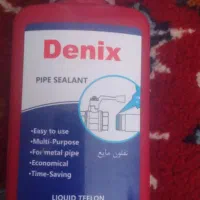 Denix
PIPE SEALANT
•Easy to use
•Multi-Purpose
•For metal pipe
•Economical
•Time-Saving
تفلون مایع
LIQUID TEFLON